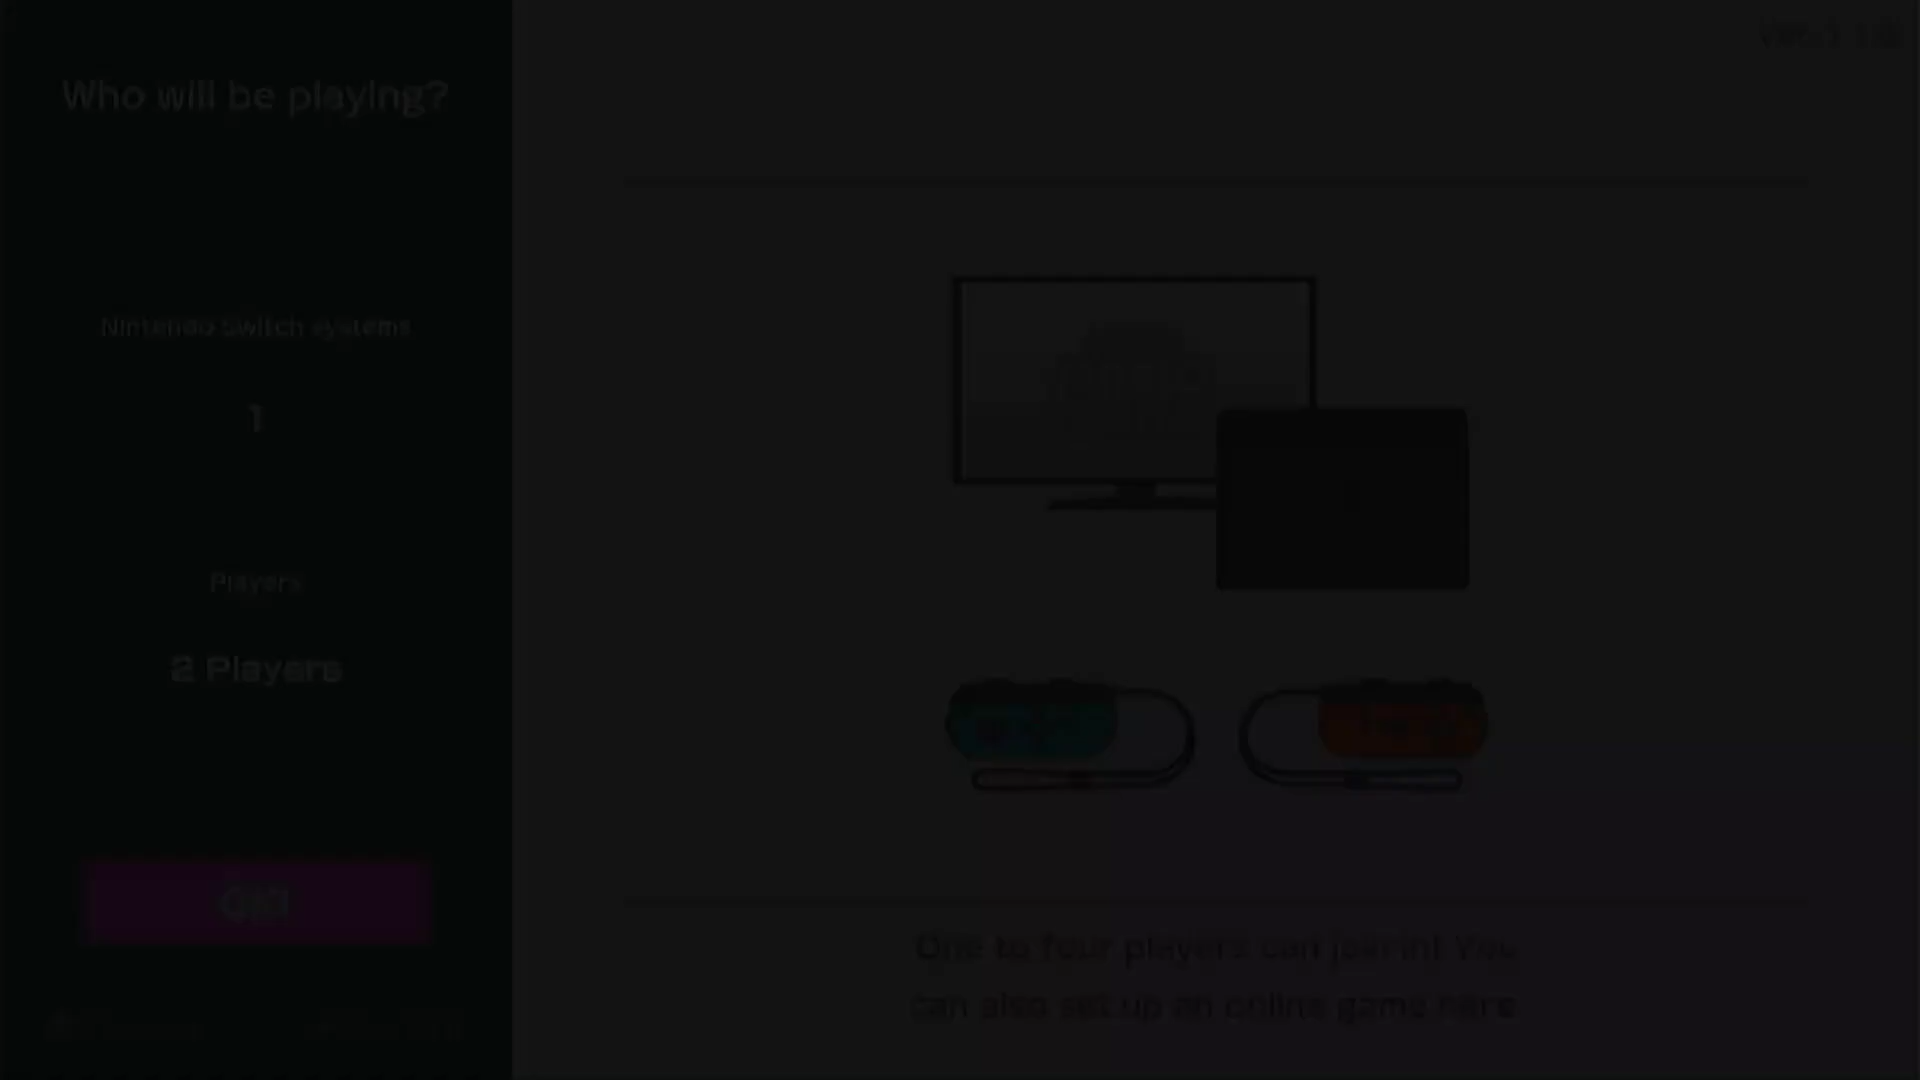 Who will be playing?
Nintendo Switch systems
1
Players
2 Players
One to four players can join in! You
can also set up an online game here